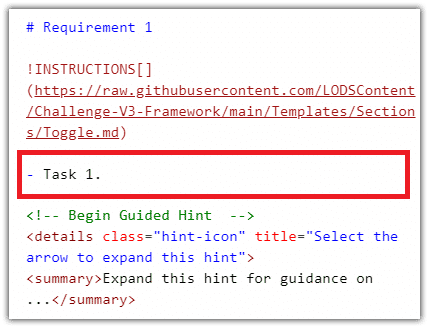 # Requirement 1
!INSTRUCTIONS[]
(https://raw.githubusercontent.com/LODSContent
/Challenge-V3-Framework/main/Templates/Section
s/Toggle.md)
- Task 1.
<!-- Begin Guided Hint  -->
<details class="hint-icon" title="Select the
arrow to expand this hint">
<summary>Expand this hint for guidance on
...</summary>